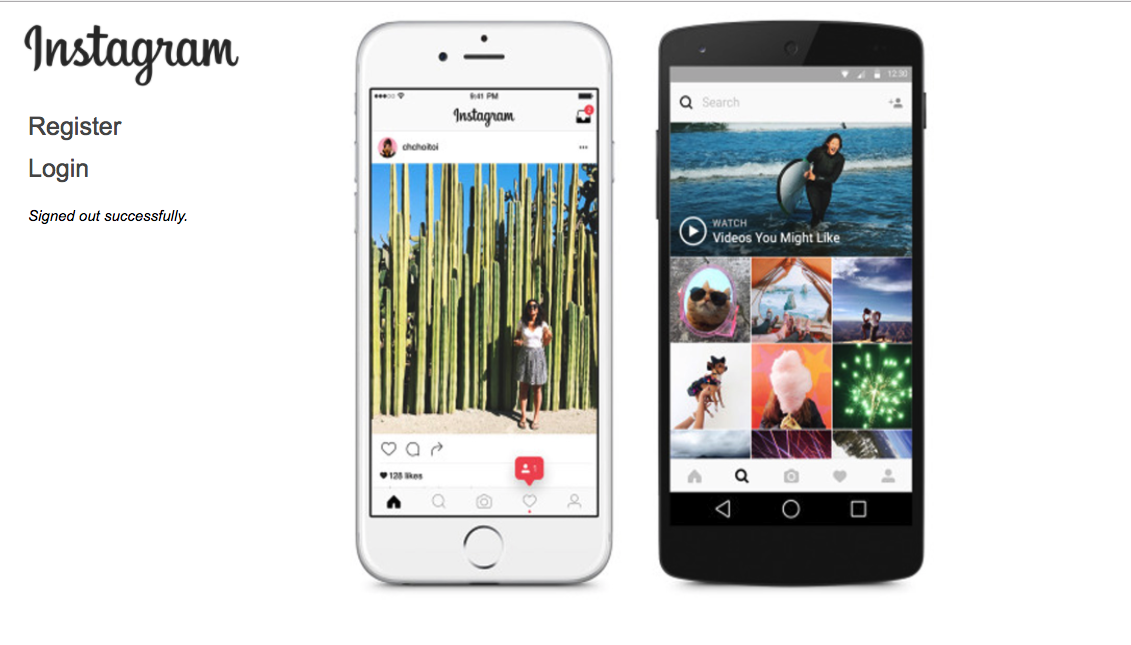 Instagram
Register
Login
Signed out successfully.
9:41 PM
Instagram
2
chchoitoi
128 likes
1
12:30
Search
WATCH
Videos You Might Like